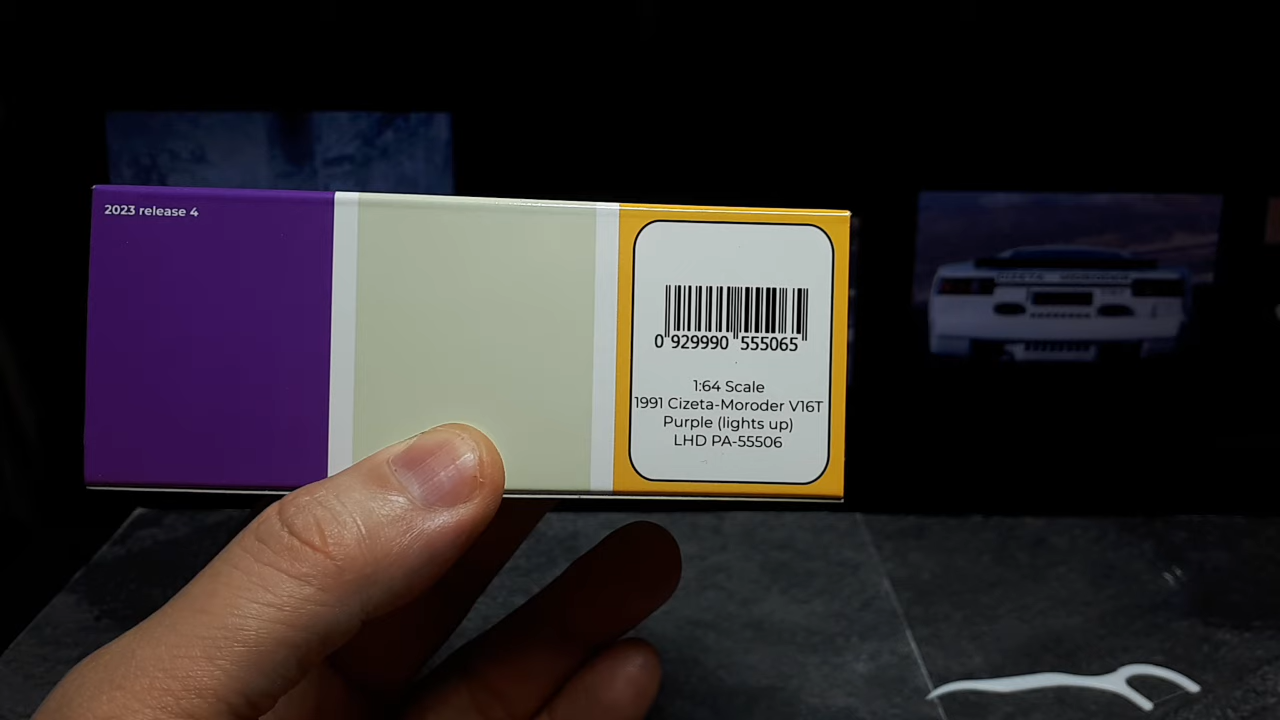 2023 release 4
0 929990 555065
1:64 Scale
1991 Cizeta-Moroder V16T
Purple (lights up)
LHD PA-55506
CIZETA